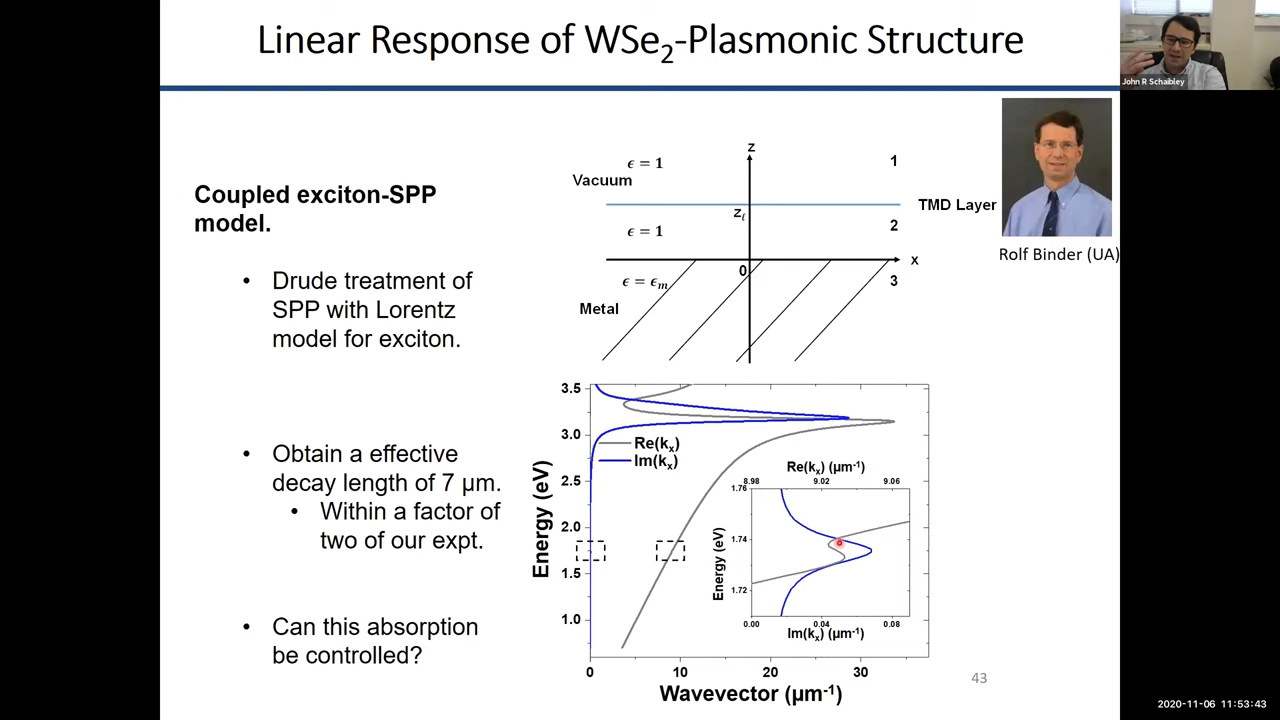 Linear Response of WSe2-Plasmonic Structure
John R Schaibley
Coupled exciton-SPP
model.
• Drude treatment of
SPP with Lorentz
model for exciton.
• Obtain a effective
decay length of 7 µm.
• Within a factor of
two of our expt.
• Can this absorption
be controlled?
z
ϵ = 1
1
Vacuum
zℓ
TMD Layer
ϵ = 1
2
0
x
ϵ = ϵm
3
Metal
Rolf Binder (UA)
3.5
3.0
2.5
2.0
1.5
1.0
Energy (eV)
Re(kx)
Im(kx)
0
10
20
30
Wavevector (µm-1)
Re(kx) (µm-1)
8.98
9.02
9.06
1.76
1.74
1.72
Energy (eV)
0.00
0.04
0.08
Im(kx) (µm-1)
43
2020-11-06 11:53:43